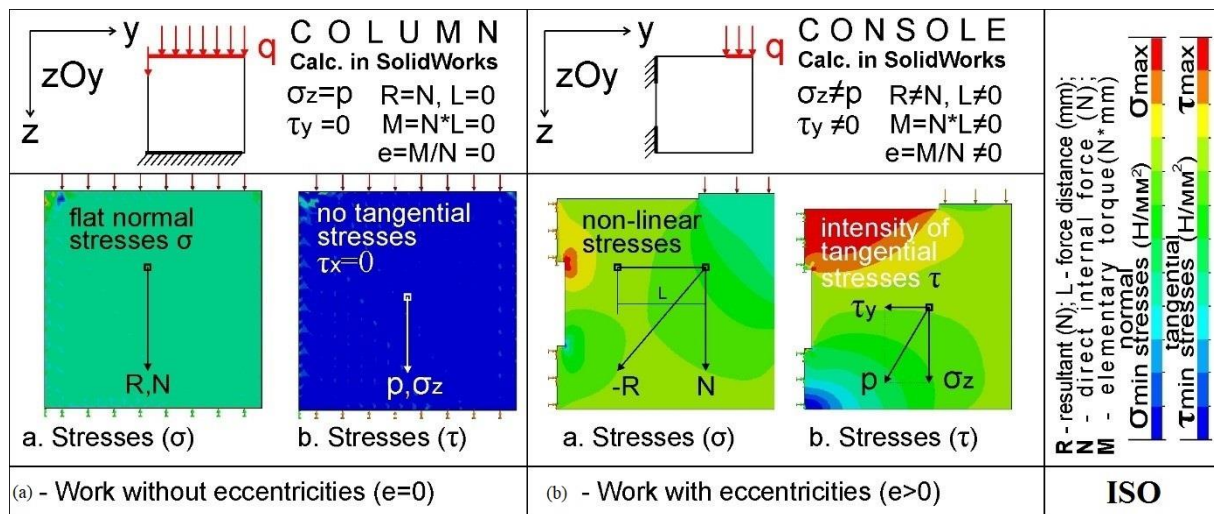 y
zOy
z
q
C O L U M N
Calc. in SolidWorks
σz=p R=N, L=0
τy =0 M=N*L=0
e=M/N =0
y
zOy
z
q
C O N S O L E
Calc. in SolidWorks
σz≠p R≠N, L≠0
τy ≠0 M=N*L≠0
e=M/N ≠0
flat normal
stresses σ
R,N
a. Stresses (σ)
no tangential
stresses
τx=0
p,σz
b. Stresses (τ)
non-linear
stresses
L
-R
N
a. Stresses (σ)
intensity of
tangential
stresses τ
τy
p
σz
b. Stresses (τ)
(a) - Work without eccentricities (e=0)
(b) - Work with eccentricities (e>0)
R - resultant (N); L - force distance (mm);
N - direct internal force (N);
M - elementary torque (N*mm)
normal
σmin stresses (Н/мм²) σmax
tangential
τmin stresses (Н/мм²) τmax
ISO